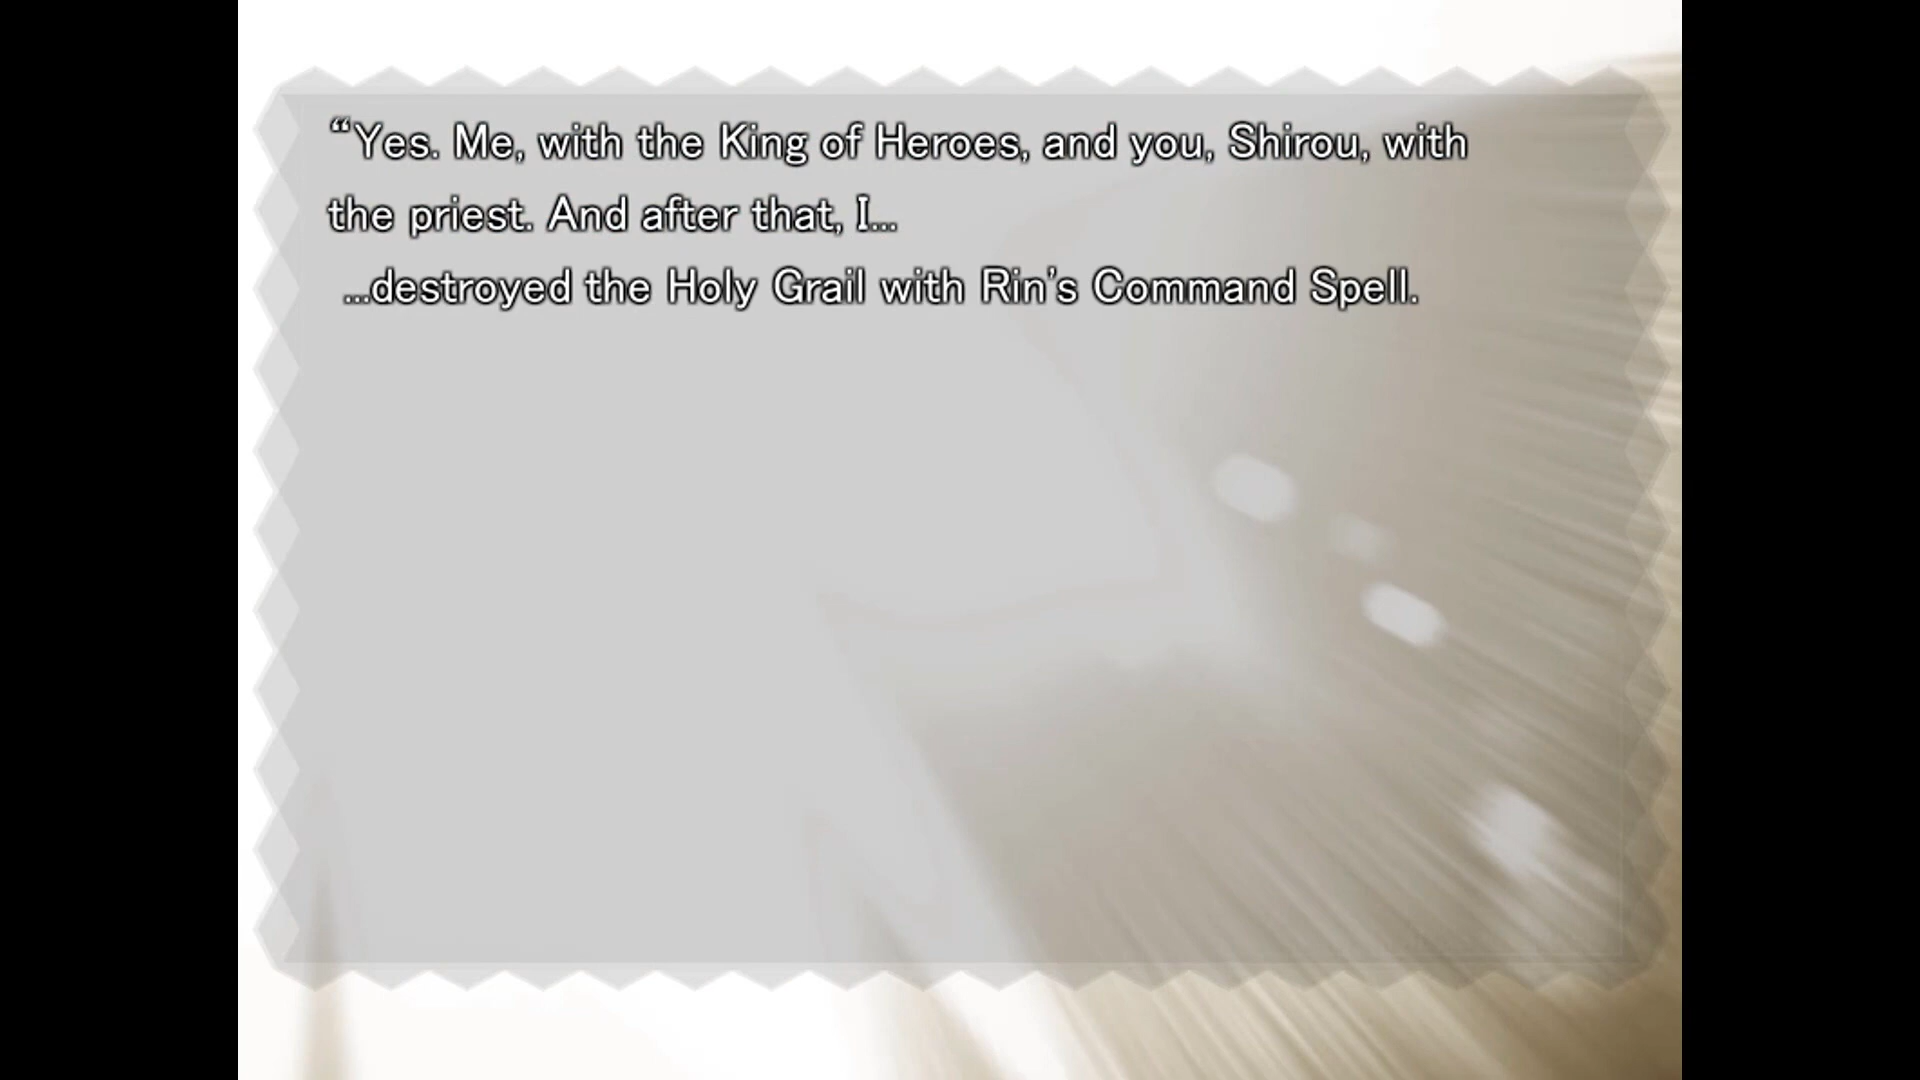 “Yes. Me, with the King of Heroes, and you, Shirou, with
the priest. And after that, I...
...destroyed the Holy Grail with Rin's Command Spell.